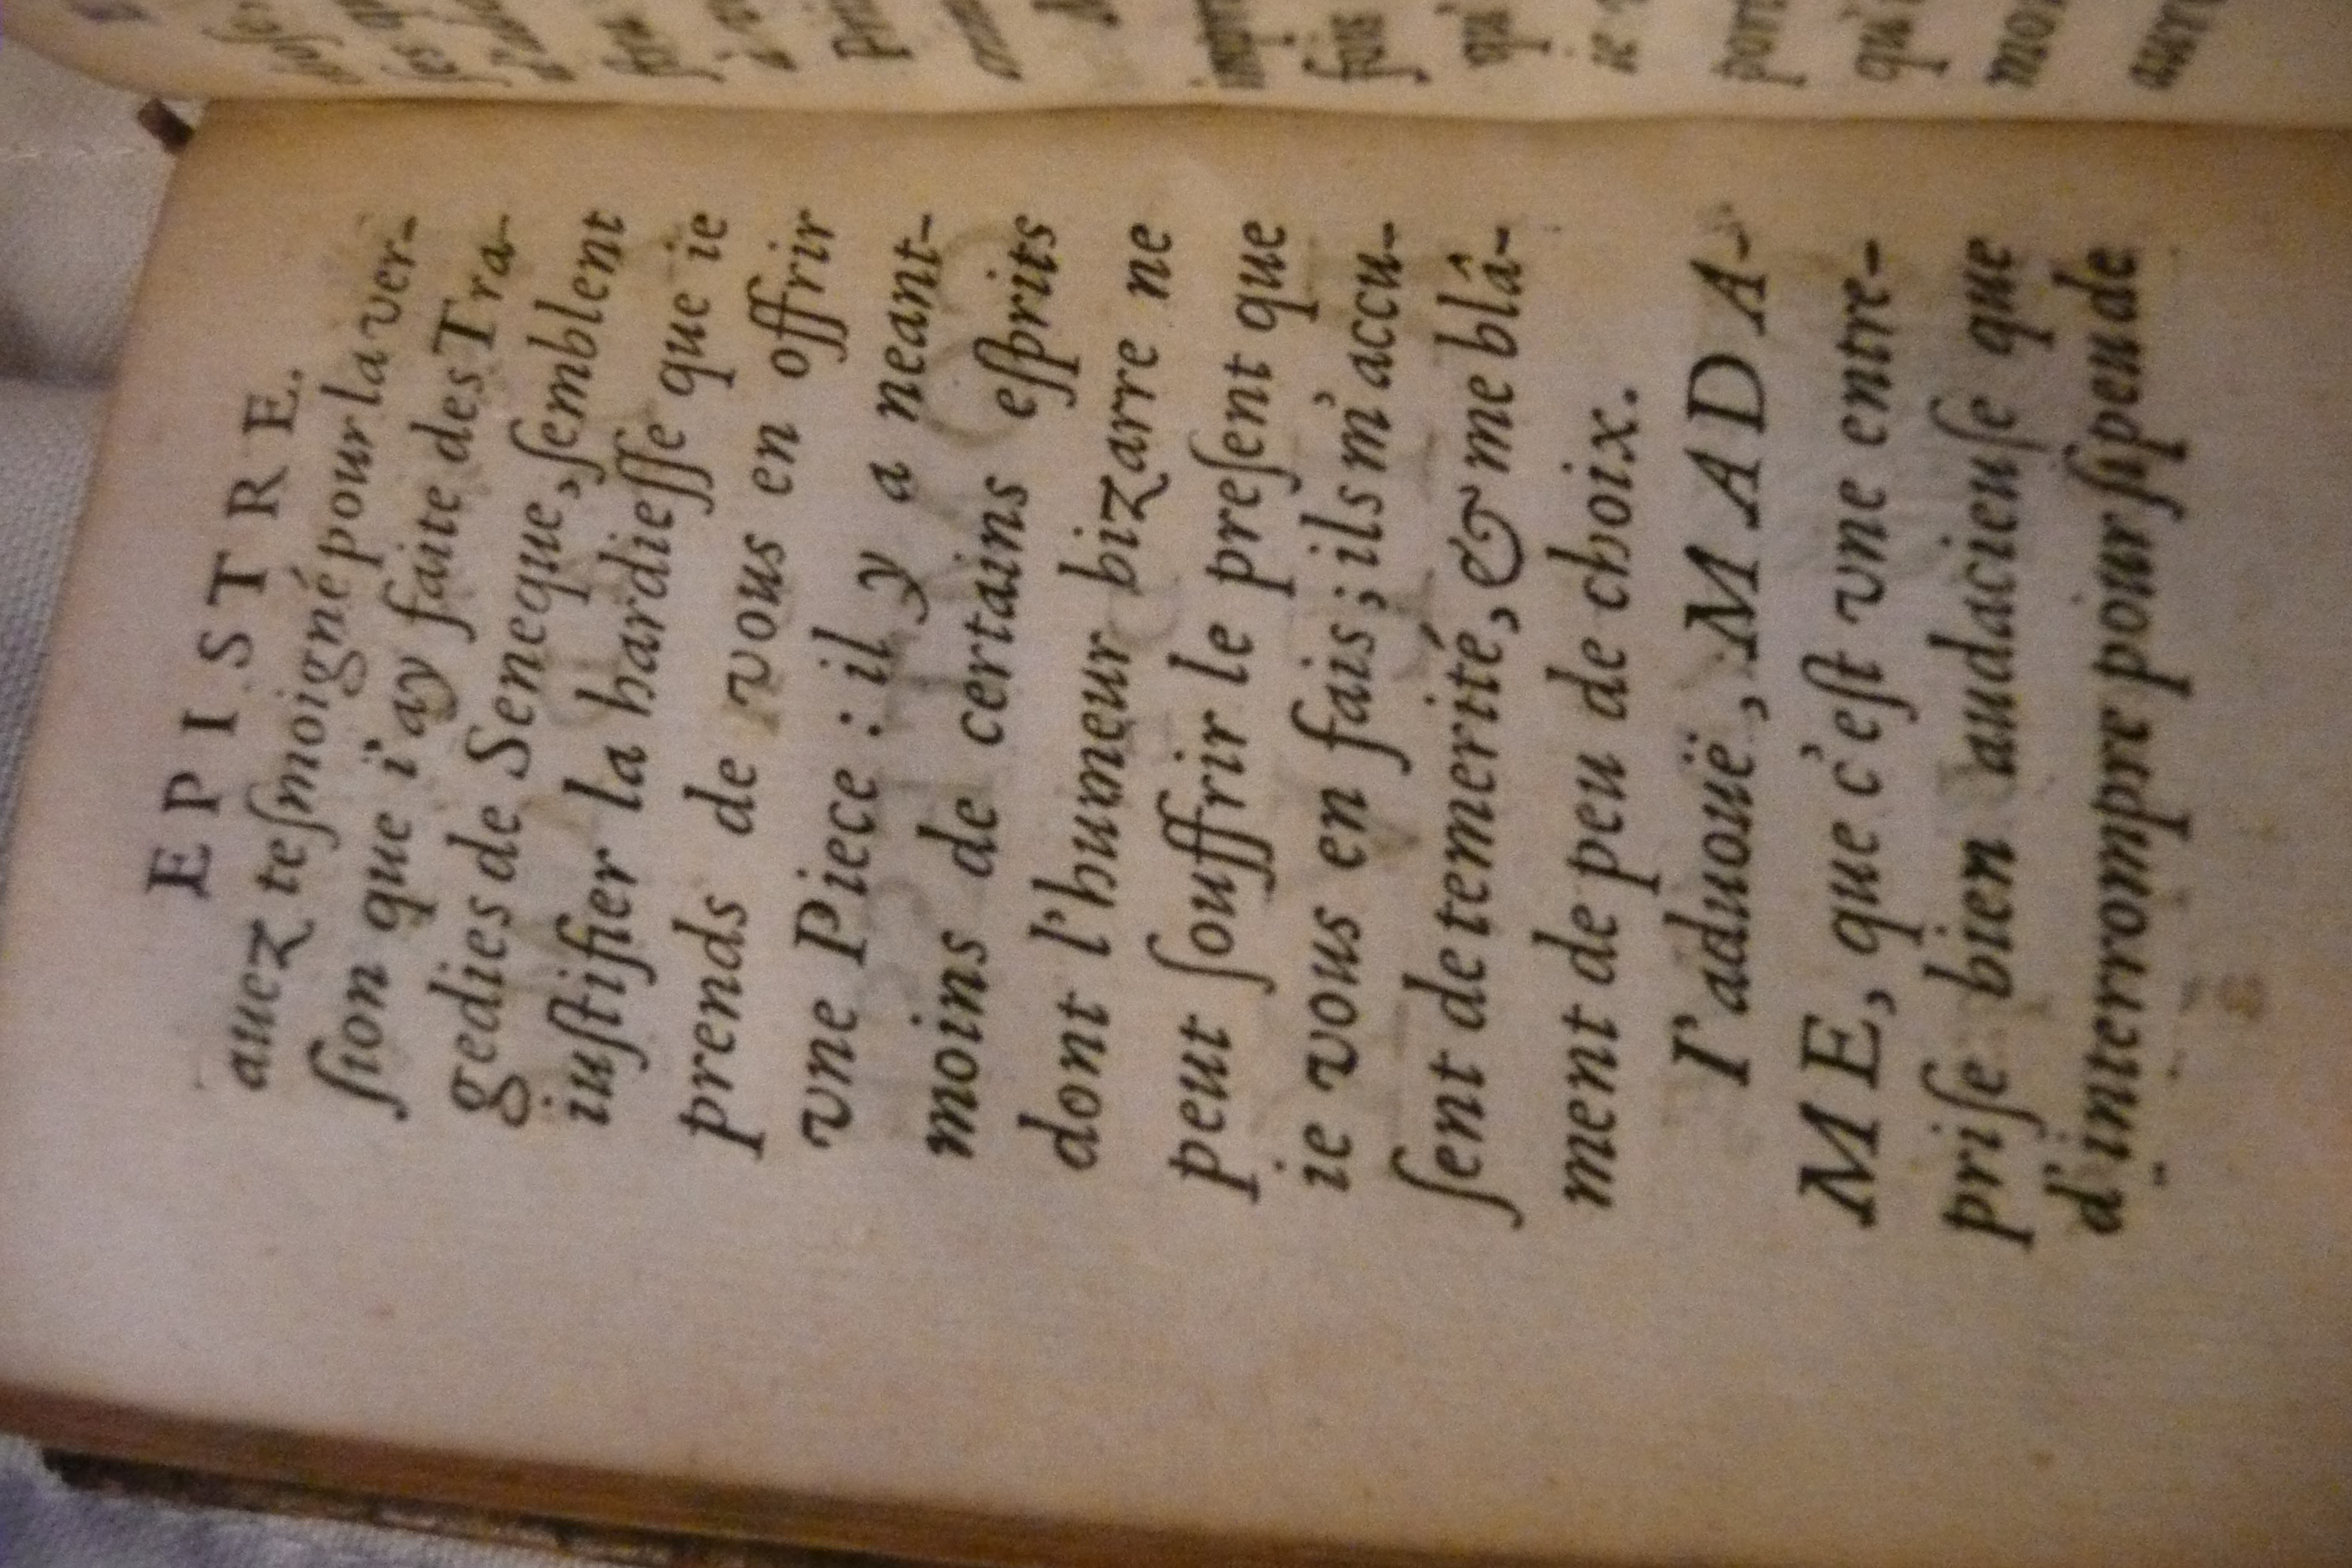 EPISTRE.
auez teſmoigné pour la ver-
ſion que i'ay faite des Tra-
gedies de Seneque, ſemblent
iuſtifier la hardieſſe que ie
prends de vous en offrir
vne Piece : il y a neant-
moins de certains eſprits
dont l'humeur bizarre ne
peut ſouffrir le preſent que
ie vous en fais ; ils m'accu-
ſent de temerité, & me blâ-
ment de peu de choix.
I'aduouë, MADA-
ME, que c'eſt vne entre-
priſe bien audacieuſe que
d'interrompre pour ſi peu de